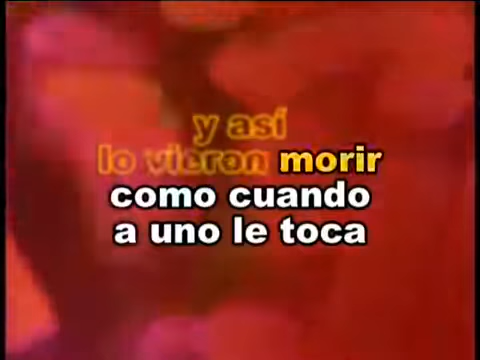 y así
lo vieron morir
como cuando
a uno le toca